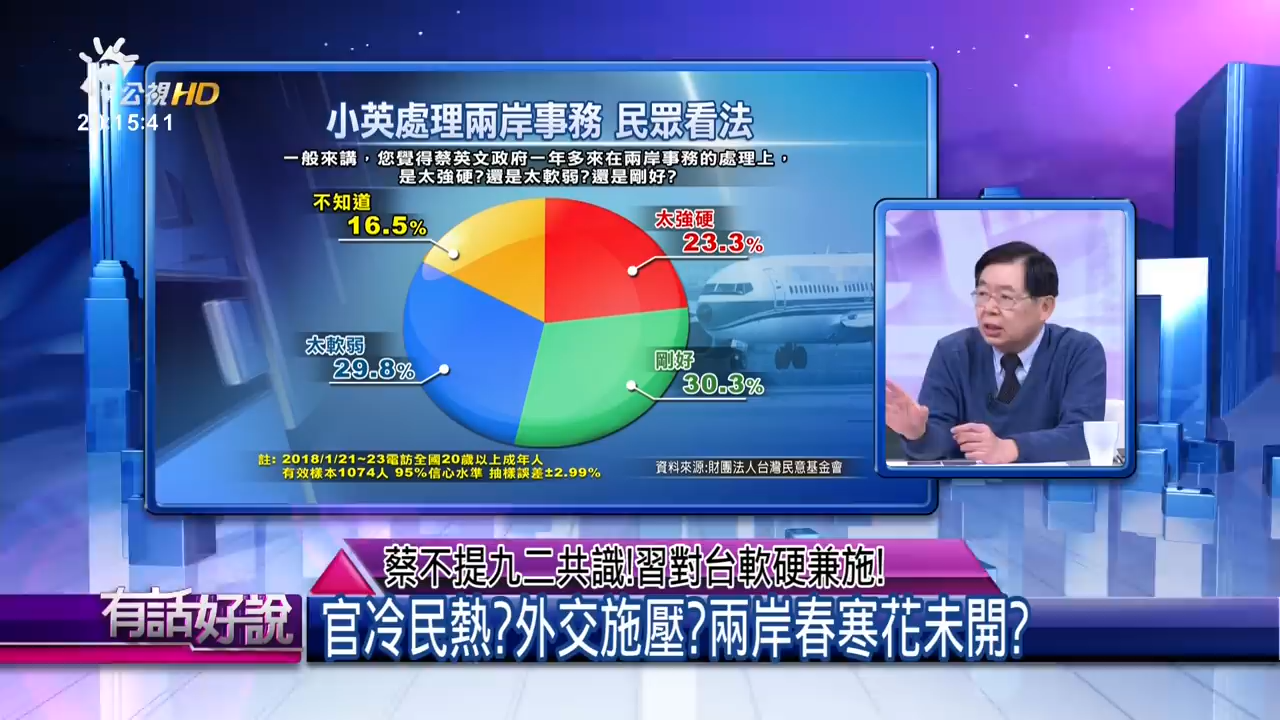 公視HD
20:15:41
小英處理兩岸事務 民眾看法
一般來講，您覺得蔡英文政府一年多來在兩岸事務的處理上，
是太強硬?還是太軟弱?還是剛好?
不知道
16.5%
太強硬
23.3%
太軟弱
29.8%
剛好
30.3%
註: 2018/1/21~23電訪全國20歲以上成年人
有效樣本1074人 95%信心水準 抽樣誤差±2.99%
資料來源:財團法人台灣民意基金會
蔡不提九二共識!習對台軟硬兼施!
有話好說
官冷民熱?外交施壓?兩岸春寒花未開?